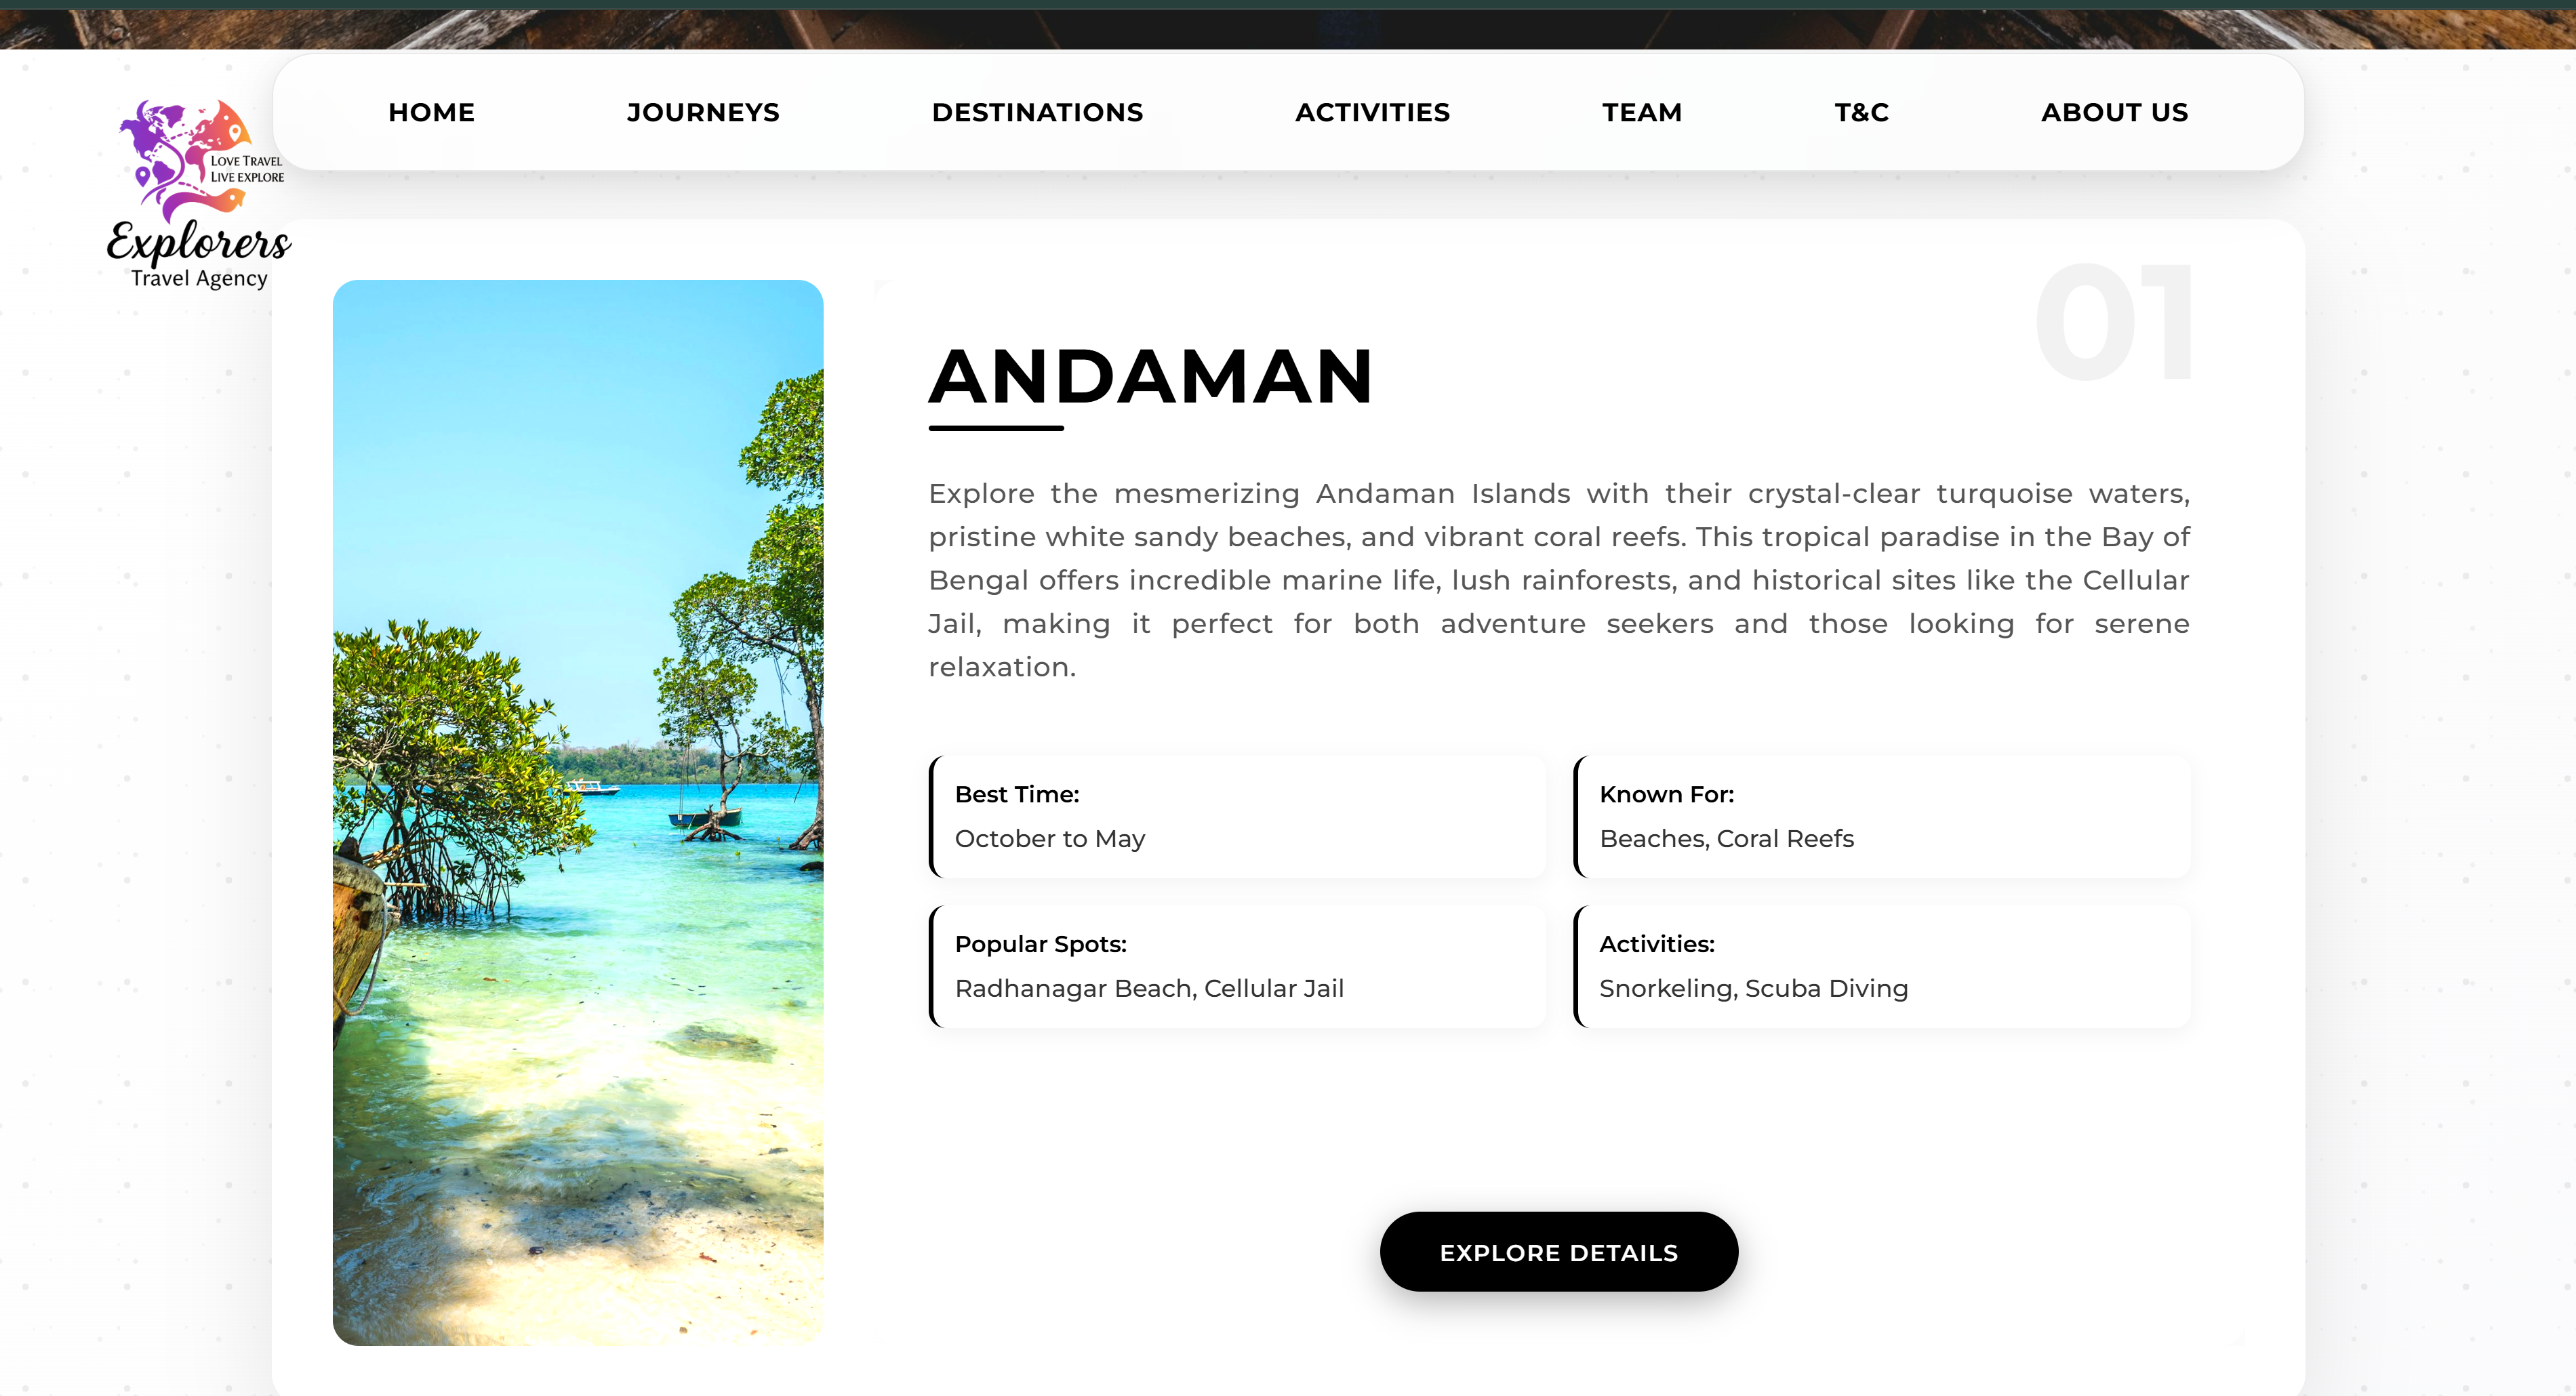 LOVE TRAVEL
LIVE EXPLORE
Explorers
Travel Agency
HOME JOURNEYS DESTINATIONS ACTIVITIES TEAM T&C ABOUT US
01
ANDAMAN
Explore the mesmerizing Andaman Islands with their crystal-clear turquoise waters,
pristine white sandy beaches, and vibrant coral reefs. This tropical paradise in the Bay of
Bengal offers incredible marine life, lush rainforests, and historical sites like the Cellular
Jail, making it perfect for both adventure seekers and those looking for serene
relaxation.
Best Time:
October to May
Known For:
Beaches, Coral Reefs
Popular Spots:
Radhanagar Beach, Cellular Jail
Activities:
Snorkeling, Scuba Diving
EXPLORE DETAILS